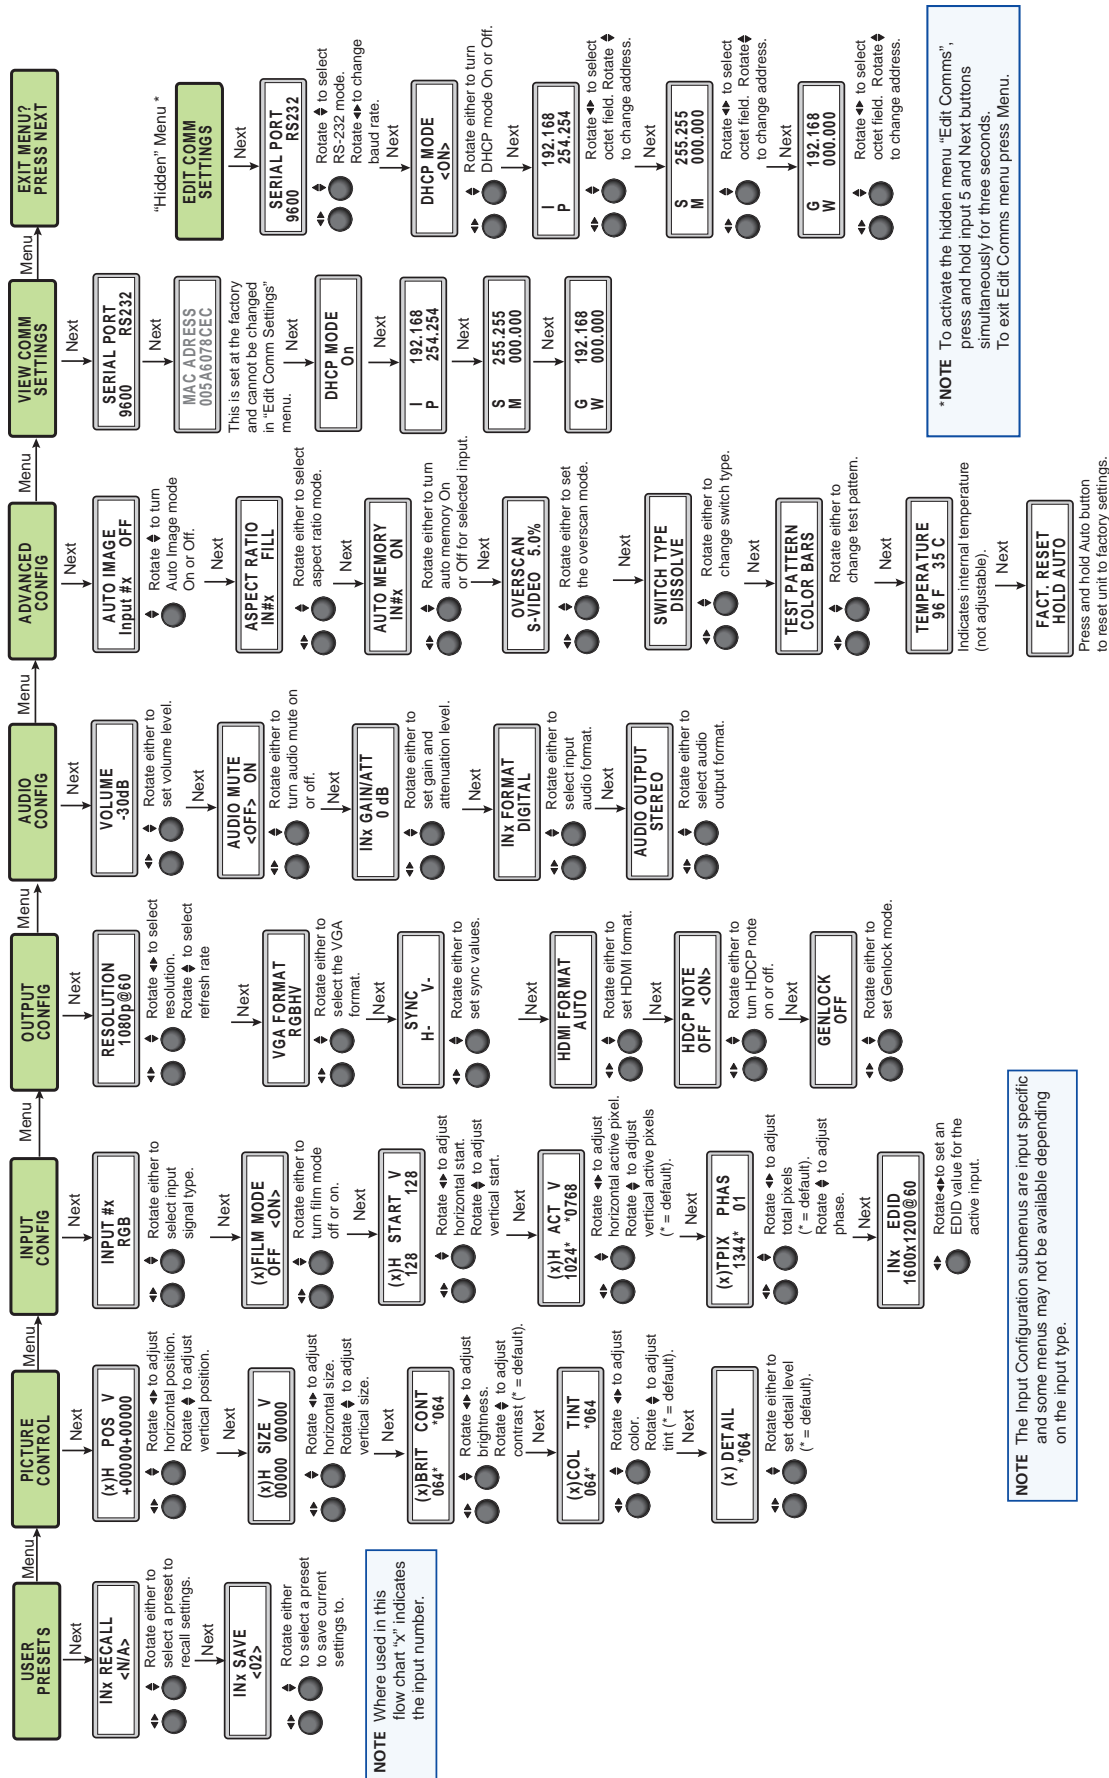 USER
PRESETS
Next
INx RECALL
<N/A>
Rotate either to
select a preset to
recall settings.
Next
INx SAVE
<02>
Rotate either
to select a preset
to save current
settings to.
NOTE Where used in this
flow chart “x” indicates
the input number.
Menu
PICTURE
CONTROL
Next
(x)H POS V
+00000+00000
Rotate to adjust
horizontal position.
Rotate to adjust
vertical position.
Next
(x)H SIZE V
00000 00000
Rotate to adjust
horizontal size.
Rotate to adjust
vertical size.
Next
(x)BRIT CONT
064* *064
Rotate to adjust
brightness.
Rotate to adjust
contrast (* = default).
Next
(x)COL TINT
064* *064
Rotate to adjust
color.
Rotate to adjust
tint (* = default).
Next
(x) DETAIL
*064
Rotate either to
set detail level
(* = default).
Menu
INPUT
CONFIG
Next
INPUT #x
RGB
Rotate either to
select input
signal type.
Next
(x)FILM MODE
OFF <ON>
Rotate either to
turn film mode
off or on.
Next
(x)H START V
128 128
Rotate to adjust
horizontal start.
Rotate to adjust
vertical start.
Next
(x)H ACT V
1024* *0768
Rotate to adjust
horizontal active pixel.
Rotate to adjust
vertical active pixels
(* = default).
Next
(x)TPIX PHAS
1344* 01
Rotate to adjust
total pixels
(* = default).
Rotate to adjust
phase.
Next
INx EDID
1600x1200@60
Rotate to set an
EDID value for the
active input.
NOTE The Input Configuration submenus are input specific
and some menus may not be available depending
on the input type.
Menu
OUTPUT
CONFIG
Next
RESOLUTION
1080p@60
Rotate to select
resolution.
Rotate to select
refresh rate
Next
VGA FORMAT
RGBHV
Rotate either to
select the VGA
format.
Next
SYNC
H- V-
Rotate either to
set sync values.
Next
HDMI FORMAT
AUTO
Rotate either to
set HDMI format.
Next
HDCP NOTE
OFF <ON>
Rotate either to
turn HDCP note
on or off.
Next
GENLOCK
OFF
Rotate either to
set Genlock mode.
Menu
AUDIO
CONFIG
Next
VOLUME
-30dB
Rotate either to
set volume level.
Next
AUDIO MUTE
<OFF> ON
Rotate either to
turn audio mute on
or off.
Next
INx GAIN/ATT
0 dB
Rotate either to
set gain and
attenuation level.
Next
INx FORMAT
DIGITAL
Rotate either to
select input
audio format.
Next
AUDIO OUTPUT
STEREO
Rotate either to
select audio
output format.
Menu
ADVANCED
CONFIG
Next
AUTO IMAGE
Input #x OFF
Rotate to turn
Auto Image mode
On or Off.
Next
ASPECT RATIO
IN#x FILL
Rotate either to select
aspect ratio mode.
Next
AUTO MEMORY
IN#x ON
Rotate either to turn
auto memory On
or Off for selected input.
Next
OVERSCAN
S-VIDEO 5.0%
Rotate either to set
the overscan mode.
Next
SWITCH TYPE
DISSOLVE
Rotate either to
change switch type.
Next
TEST PATTERN
COLOR BARS
Rotate either to
change test pattern.
Next
TEMPERATURE
96 F 35 C
Indicates internal temperature
(not adjustable).
Next
FACT. RESET
HOLD AUTO
Press and hold Auto button
to reset unit to factory settings.
Menu
VIEW COMM
SETTINGS
Next
SERIAL PORT
9600 RS232
Next
MAC ADRESS
005A6078CEC
This is set at the factory
and cannot be changed
in “Edit Comm Settings”
menu.
Next
DHCP MODE
On
Next
I 192.168
P 254.254
Next
S 255.255
M 000.000
Next
G 192.168
W 000.000
Menu
EXIT MENU?
PRESS NEXT
“Hidden” Menu *
EDIT COMM
SETTINGS
Next
SERIAL PORT
9600 RS232
Rotate to select
RS-232 mode.
Rotate to change
baud rate.
Next
DHCP MODE
<ON>
Rotate either to turn
DHCP mode On or Off.
Next
I 192.168
P 254.254
Rotate to select
octet field. Rotate
to change address.
Next
S 255.255
M 000.000
Rotate to select
octet field. Rotate
to change address.
Next
G 192.168
W 000.000
Rotate to select
octet field. Rotate
to change address.
*NOTE To activate the hidden menu “Edit Comms”,
press and hold input 5 and Next buttons
simultaneously for three seconds.
To exit Edit Comms menu press Menu.